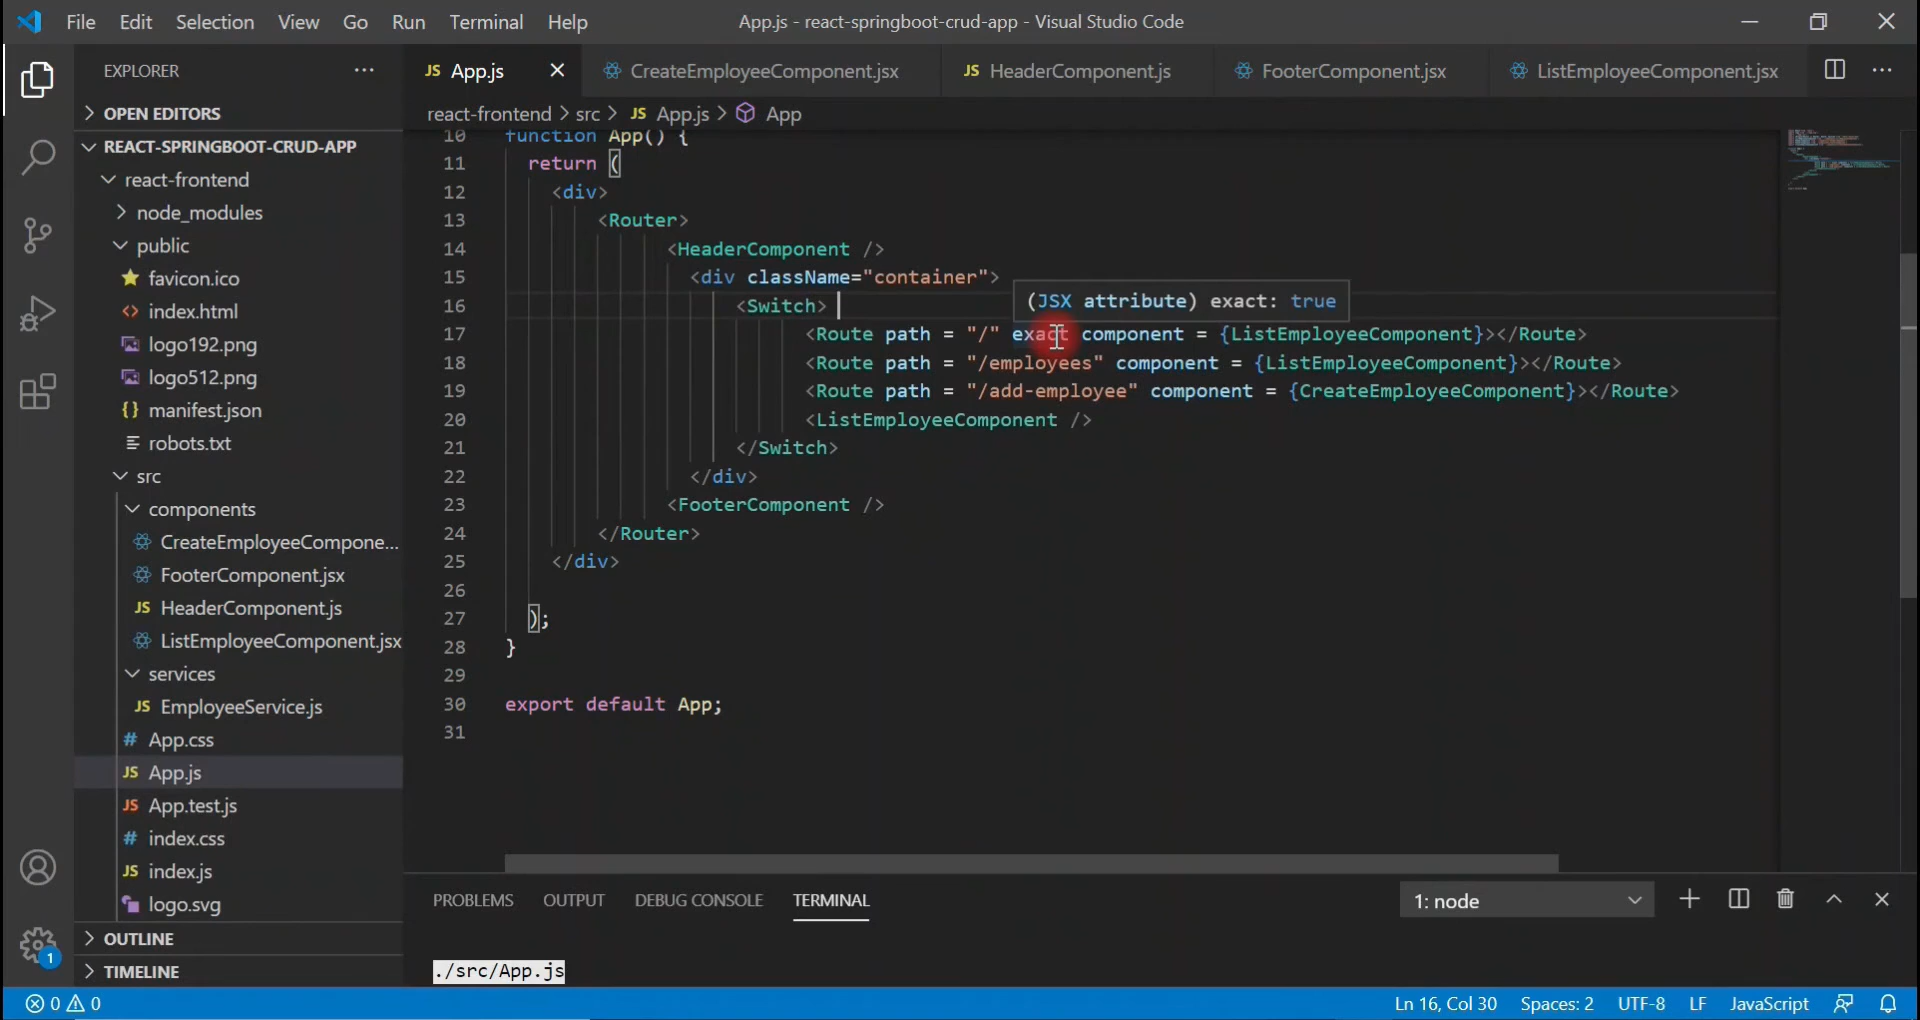 File Edit Selection View Go Run Terminal Help App.js - react-springboot-crud-app - Visual Studio Code
EXPLORER
App.js CreateEmployeeComponent.jsx HeaderComponent.js FooterComponent.jsx ListEmployeeComponent.jsx
OPEN EDITORS
react-frontend > src > JS App.js > App
REACT-SPRINGBOOT-CRUD-APP
react-frontend
node_modules
public
favicon.ico
index.html
logo192.png
logo512.png
manifest.json
robots.txt
src
components
CreateEmployeeCompone...
FooterComponent.jsx
JS HeaderComponent.js
ListEmployeeComponent.jsx
services
JS EmployeeService.js
# App.css
JS App.js
JS App.test.js
# index.css
JS index.js
logo.svg
OUTLINE
TIMELINE
1
10 function App() {
11 return (
12 <div>
13 <Router>
14 <HeaderComponent />
15 <div className="container">
16 <Switch>
(JSX attribute) exact: true
17 <Route path = "/" exact component = {ListEmployeeComponent}></Route>
18 <Route path = "/employees" component = {ListEmployeeComponent}></Route>
19 <Route path = "/add-employee" component = {CreateEmployeeComponent}></Route>
20 <ListEmployeeComponent />
21 </Switch>
22 </div>
23 <FooterComponent />
24 </Router>
25 </div>
26
27 );
28 }
29
30 export default App;
31
PROBLEMS OUTPUT DEBUG CONSOLE TERMINAL 1: node
./src/App.js
0 0 Ln 16, Col 30 Spaces: 2 UTF-8 LF JavaScript